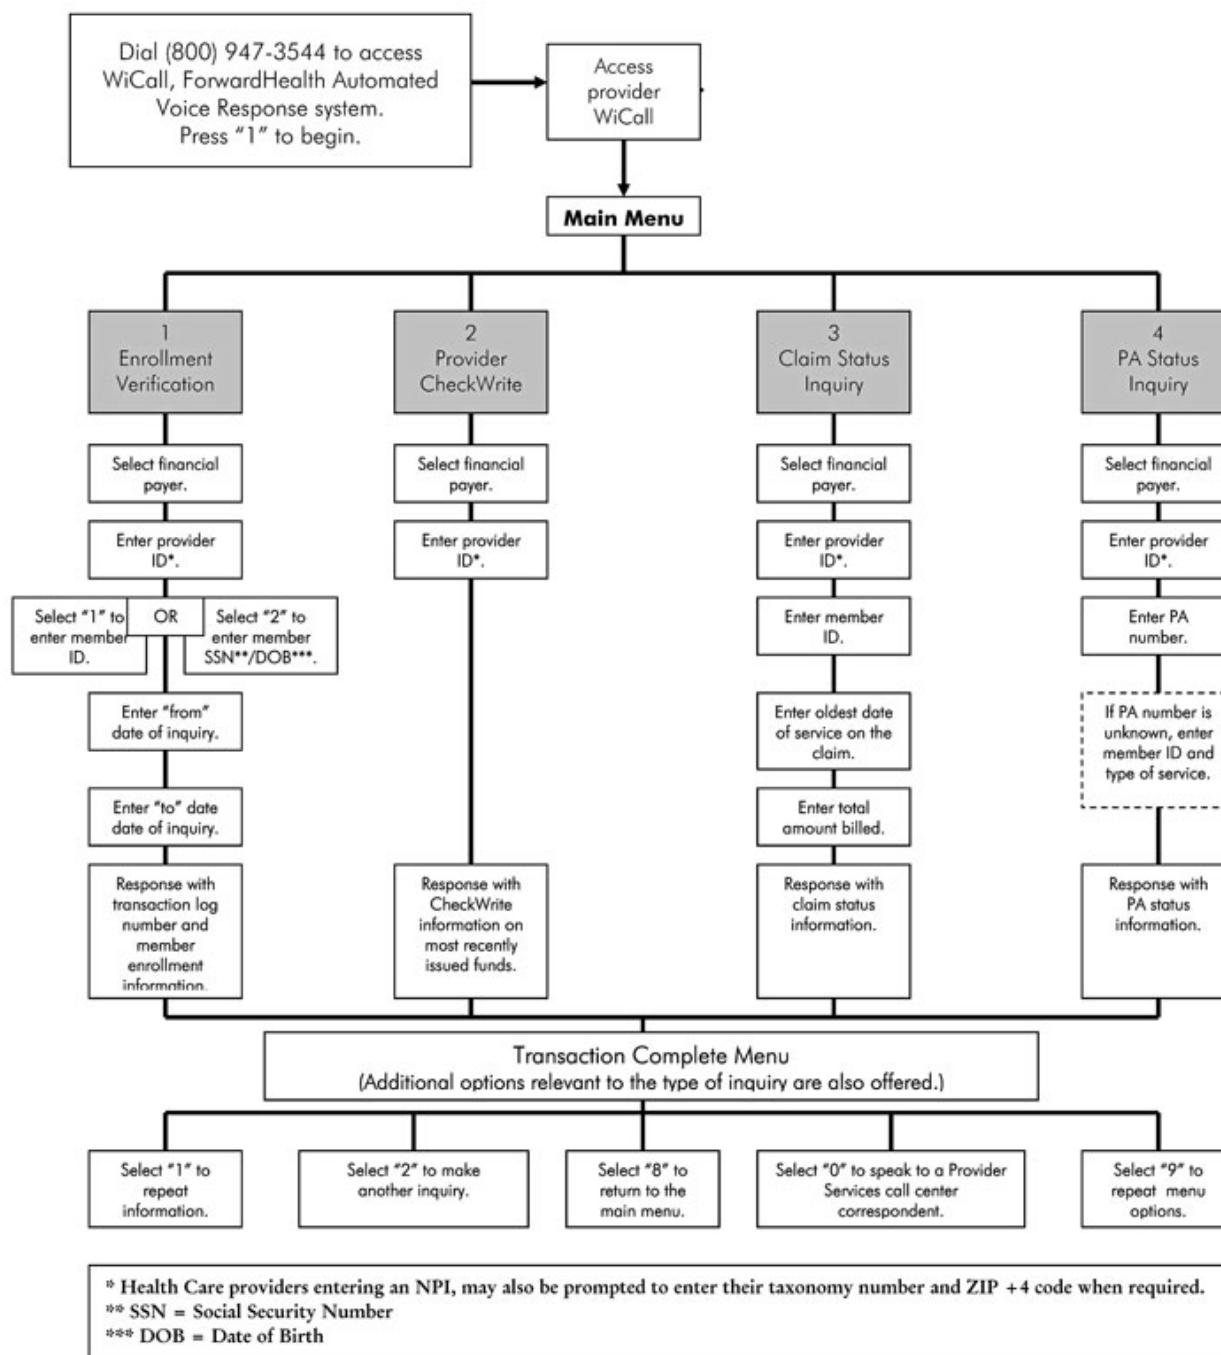 Dial (800) 947-3544 to access
WiCall, ForwardHealth Automated
Voice Response system.
Press “1” to begin.
Access
provider
WiCall
Main Menu
1
Enrollment
Verification
2
Provider
CheckWrite
3
Claim Status
Inquiry
4
PA Status
Inquiry
Select financial
payer.
Select financial
payer.
Select financial
payer.
Select financial
payer.
Enter provider
ID*.
Enter provider
ID*.
Enter provider
ID*.
Enter provider
ID*.
Select “1” to
enter member
ID.
OR
Select “2” to
enter member
SSN**/DOB***.
Enter member
ID.
Enter PA
number.
Enter “from”
date of inquiry.
Enter oldest date
of service on the
claim.
If PA number is
unknown, enter
member ID and
type of service.
Enter “to” date
date of inquiry.
Enter total
amount billed.
Response with
transaction log
number and
member
enrollment
information.
Response with
CheckWrite
information on
most recently
issued funds.
Response with
claim status
information.
Response with
PA status
information.
Transaction Complete Menu
(Additional options relevant to the type of inquiry are also offered.)
Select “1” to
repeat
information.
Select “2” to make
another inquiry.
Select “8” to
return to the
main menu.
Select “0” to speak to a Provider
Services call center
correspondent.
Select “9” to
repeat menu
options.
* Health Care providers entering an NPI, may also be prompted to enter their taxonomy number and ZIP +4 code when required.
** SSN = Social Security Number
*** DOB = Date of Birth